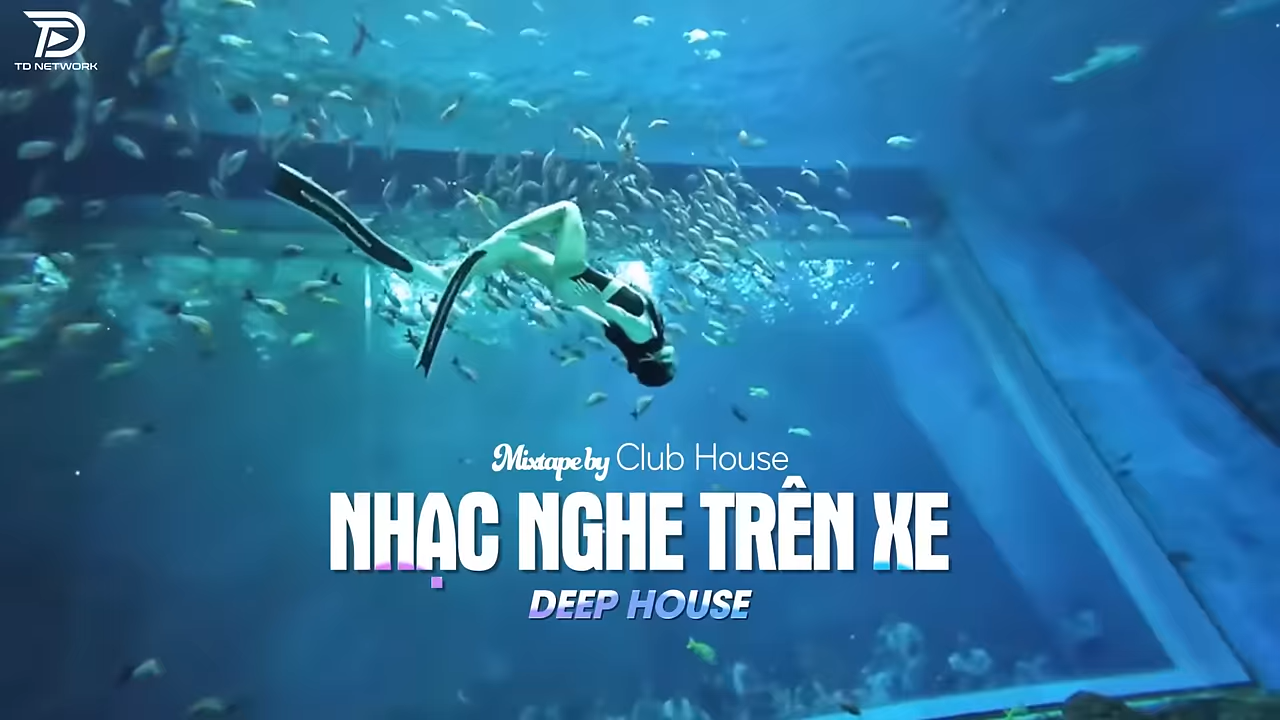 TD NETWORK
Mixtape by Club House
NHẠC NGHE TRÊN XE
DEEP HOUSE